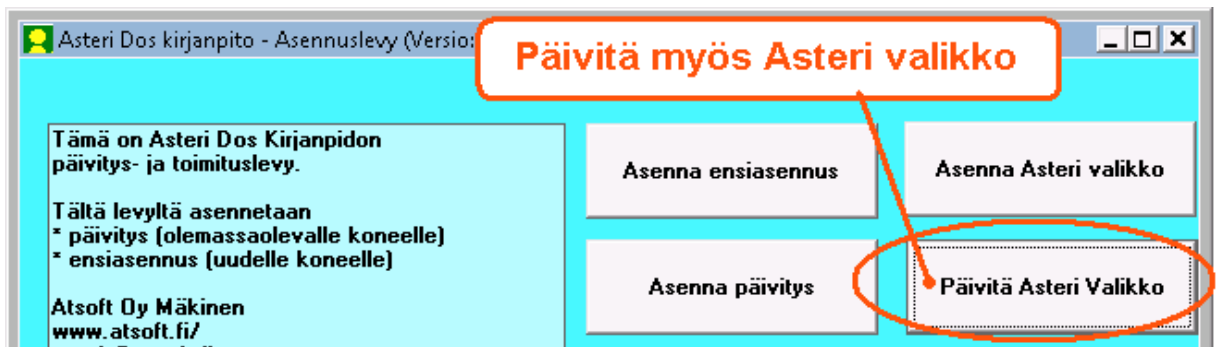 Asteri Dos kirjanpito - Asennuslevy (Versio:
Päivitä myös Asteri valikko
Tämä on Asteri Dos Kirjanpidon
päivitys- ja toimituslevy.
Tältä levyltä asennetaan
* päivitys (olemassaolevalle koneelle)
* ensiasennus (uudelle koneelle)
Atsoft Oy Mäkinen
www.atsoft.fi/
Asenna ensiasennus
Asenna Asteri valikko
Asenna päivitys
Päivitä Asteri Valikko